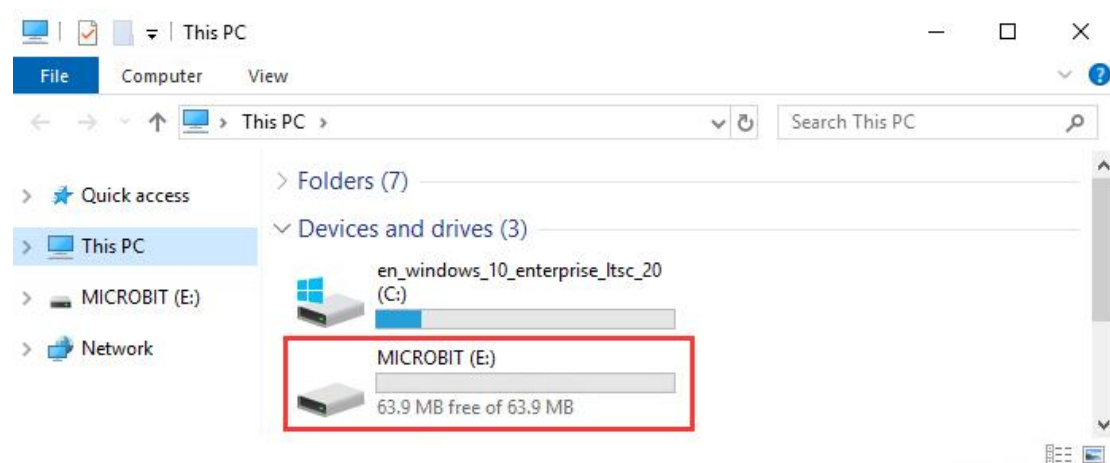 This PC
File Computer View
This PC
Search This PC
Quick access
This PC
MICROBIT (E:)
Network
Folders (7)
Devices and drives (3)
en_windows_10_enterprise_ltsc_20
(C:)
MICROBIT (E:)
63.9 MB free of 63.9 MB